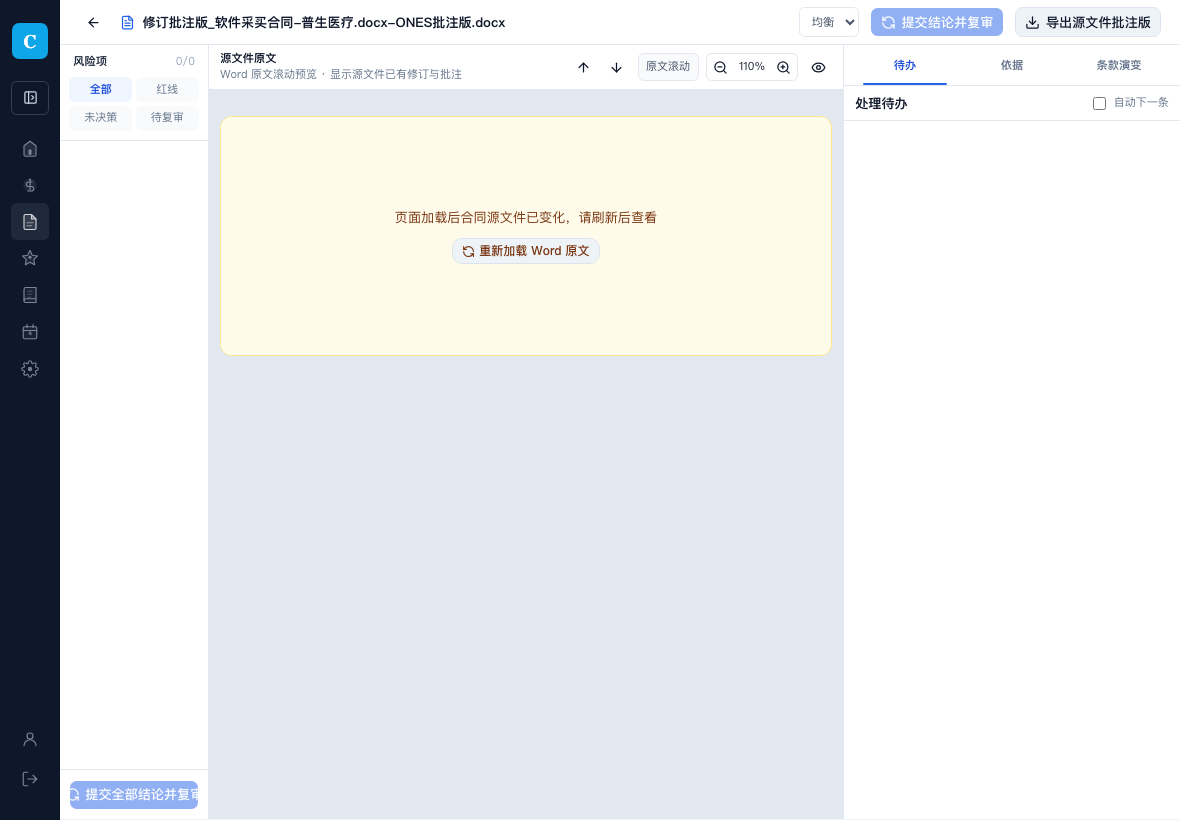 C
修订批注版_软件采买合同-普生医疗.docx-ONES批注版.docx
均衡
提交结论并复审
导出源文件批注版
风险项
0/0
全部
红线
未决策
待复审
提交全部结论并复审
源文件原文
Word 原文滚动预览 · 显示源文件已有修订与批注
原文滚动
110%
页面加载后合同源文件已变化，请刷新后查看
重新加载 Word 原文
待办
依据
条款演变
处理待办
自动下一条